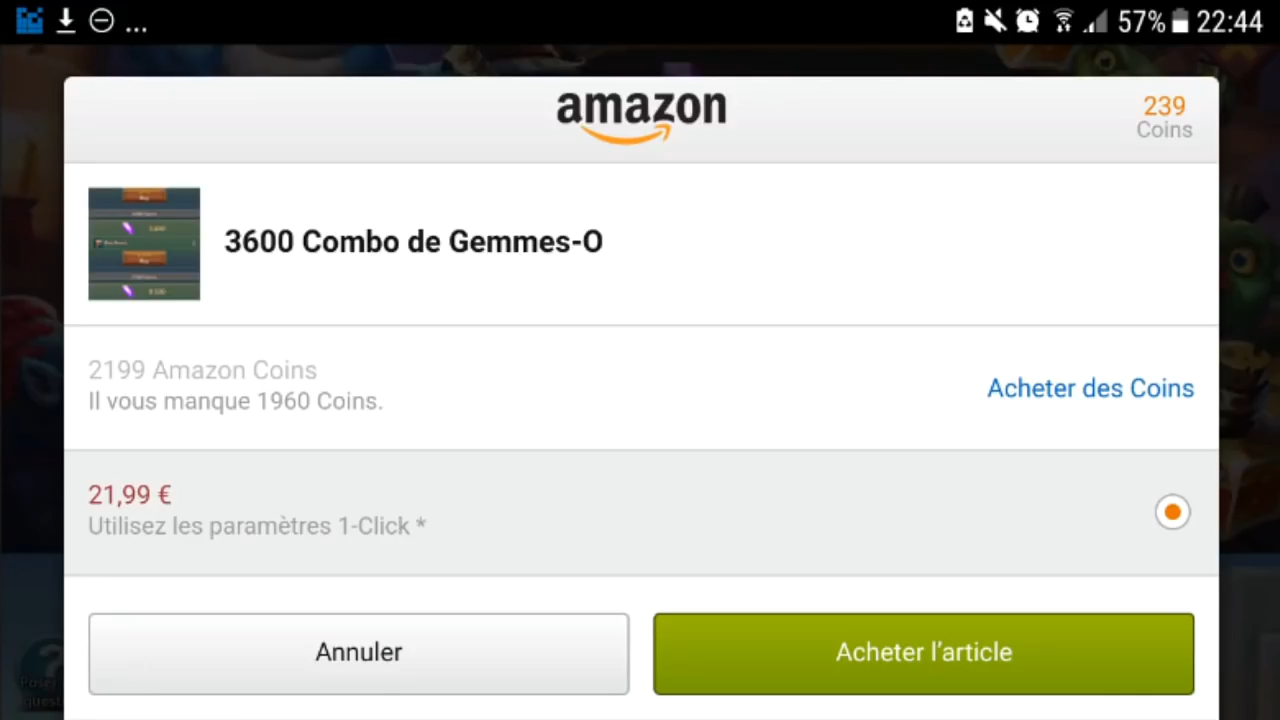 ... 57% 22:44
amazon
239
Coins
3600 Combo de Gemmes-O
2199 Amazon Coins
Il vous manque 1960 Coins.
Acheter des Coins
21,99 €
Utilisez les paramètres 1-Click *
Annuler
Acheter l'article